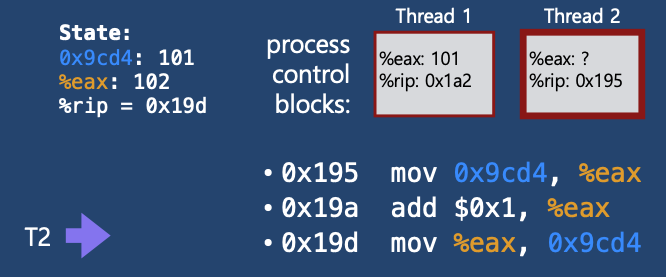 State:
0x9cd4: 101
%eax: 102
%rip = 0x19d
process
control
blocks:
Thread 1
%eax: 101
%rip: 0x1a2
Thread 2
%eax: ?
%rip: 0x195
• 0x195 mov 0x9cd4, %eax
• 0x19a add $0x1, %eax
• 0x19d mov %eax, 0x9cd4
T2